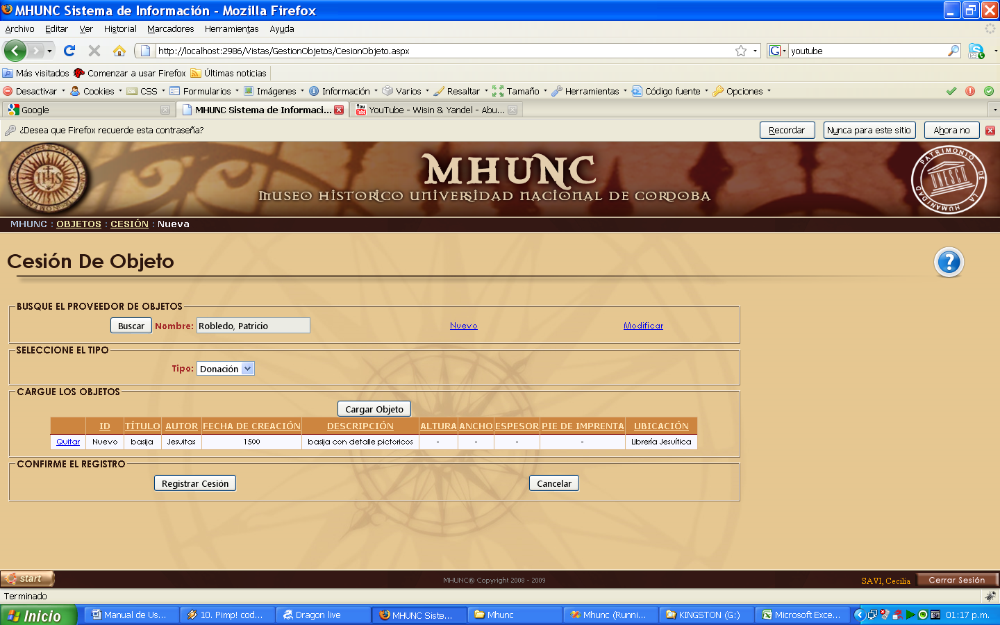 MHUNC Sistema de Información - Mozilla Firefox
Archivo Editar Ver Historial Marcadores Herramientas Ayuda
http://localhost:2986/Vistas/GestionObjetos/CesionObjeto.aspx youtube
Más visitados Comenzar a usar Firefox Últimas noticias
Desactivar Cookies CSS Formularios Imágenes Información Varios Resaltar Tamaño Herramientas Código fuente Opciones
Google MHUNC Sistema de Informaci... YouTube - Wisin & Yandel - Abu...
¿Desea que Firefox recuerde esta contraseña? Recordar Nunca para este sitio Ahora no
MHUNC
MUSEO HISTORICO UNIVERSIDAD NACIONAL DE CORDOBA
IHS
PATRIMONIO DE LA HUMANIDAD
UNESCO
MHUNC : OBJETOS : CESIÓN : Nueva
Cesión De Objeto
?
BUSQUE EL PROVEEDOR DE OBJETOS
Buscar Nombre: Robledo, Patricio Nuevo Modificar
SELECCIONE EL TIPO
Tipo: Donación
CARGUE LOS OBJETOS
Cargar Objeto
ID TÍTULO AUTOR FECHA DE CREACIÓN DESCRIPCIÓN ALTURA ANCHO ESPESOR PIE DE IMPRENTA UBICACIÓN
Quitar Nuevo basija Jesuitas 1500 basija con detalle pictoricos - - - - Librería Jesuítica
CONFIRME EL REGISTRO
Registrar Cesión Cancelar
start MHUNC® Copyright 2008 - 2009 SAVI, Cecilia Cerrar Sesión
Terminado
Inicio Manual de Us... 10. Pimp! cod... Dragon live MHUNC Siste... Mhunc Mhunc (Runni... KINGSTON (G:) Microsoft Exce... 01:17 p.m.